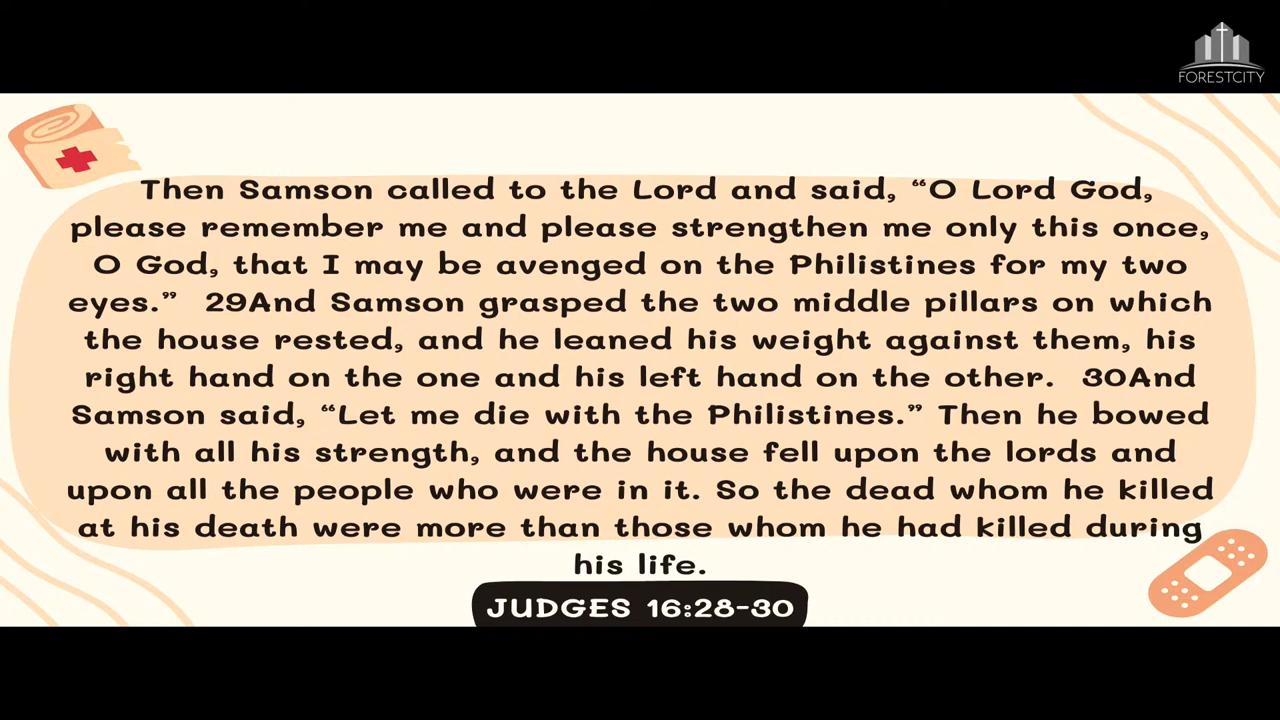 FORESTCITY
Then Samson called to the Lord and said, “O Lord God,
please remember me and please strengthen me only this once,
O God, that I may be avenged on the Philistines for my two
eyes.” 29And Samson grasped the two middle pillars on which
the house rested, and he leaned his weight against them, his
right hand on the one and his left hand on the other. 30And
Samson said, “Let me die with the Philistines.” Then he bowed
with all his strength, and the house fell upon the lords and
upon all the people who were in it. So the dead whom he killed
at his death were more than those whom he had killed during
his life.
JUDGES 16:28-30